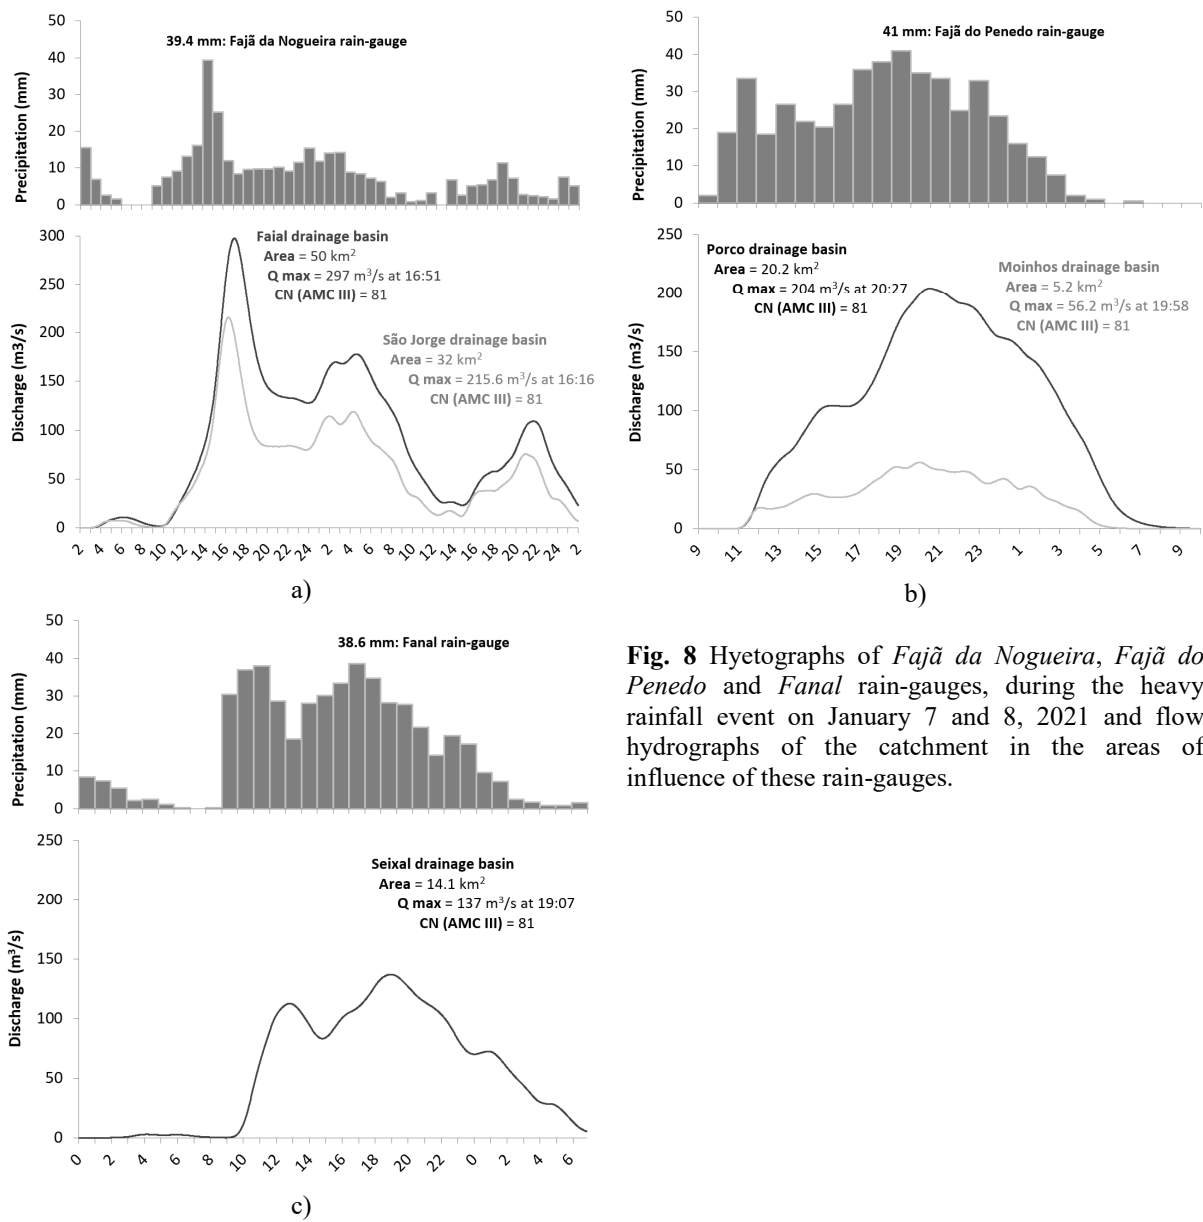 50
40
30
20
10
0
Precipitation (mm)
39.4 mm: Fajã da Nogueira rain-gauge
300
250
200
150
100
50
0
Discharge (m3/s)
Faial drainage basin
Area = 50 km²
Q max = 297 m³/s at 16:51
CN (AMC III) = 81
São Jorge drainage basin
Area = 32 km²
Q max = 215.6 m³/s at 16:16
CN (AMC III) = 81
2 4 6 8 10 12 14 16 18 20 22 24 2 4 6 8 10 12 14 16 18 20 22 24 2
a)
50
40
30
20
10
0
Precipitation (mm)
41 mm: Fajã do Penedo rain-gauge
250
200
150
100
50
0
Discharge (m3/s)
Porco drainage basin
Area = 20.2 km²
Q max = 204 m³/s at 20:27
CN (AMC III) = 81
Moinhos drainage basin
Area = 5.2 km²
Q max = 56.2 m³/s at 19:58
CN (AMC III) = 81
9 11 13 15 17 19 21 23 1 3 5 7 9
b)
50
40
30
20
10
0
Precipitation (mm)
38.6 mm: Fanal rain-gauge
250
200
150
100
50
0
Discharge (m³/s)
Seixal drainage basin
Area = 14.1 km²
Q max = 137 m³/s at 19:07
CN (AMC III) = 81
0 2 4 6 8 10 12 14 16 18 20 22 0 2 4 6
c)
Fig. 8 Hyetographs of Fajã da Nogueira, Fajã do
Penedo and Fanal rain-gauges, during the heavy
rainfall event on January 7 and 8, 2021 and flow
hydrographs of the catchment in the areas of
influence of these rain-gauges.